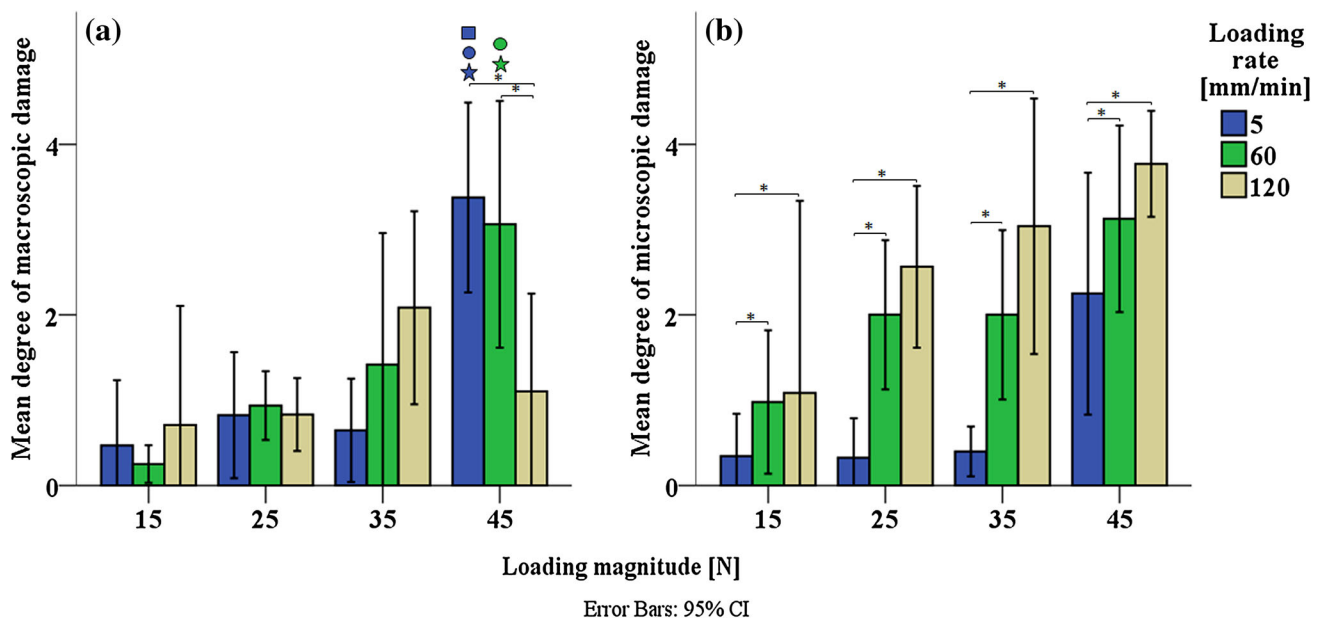 (a)
Mean degree of macroscopic damage
4
2
0
* *
15 25 35 45
(b)
Mean degree of microscopic damage
4
2
0
* * * * * * * *
15 25 35 45
Loading
rate
[mm/min]
5
60
120
Loading magnitude [N]
Error Bars: 95% CI